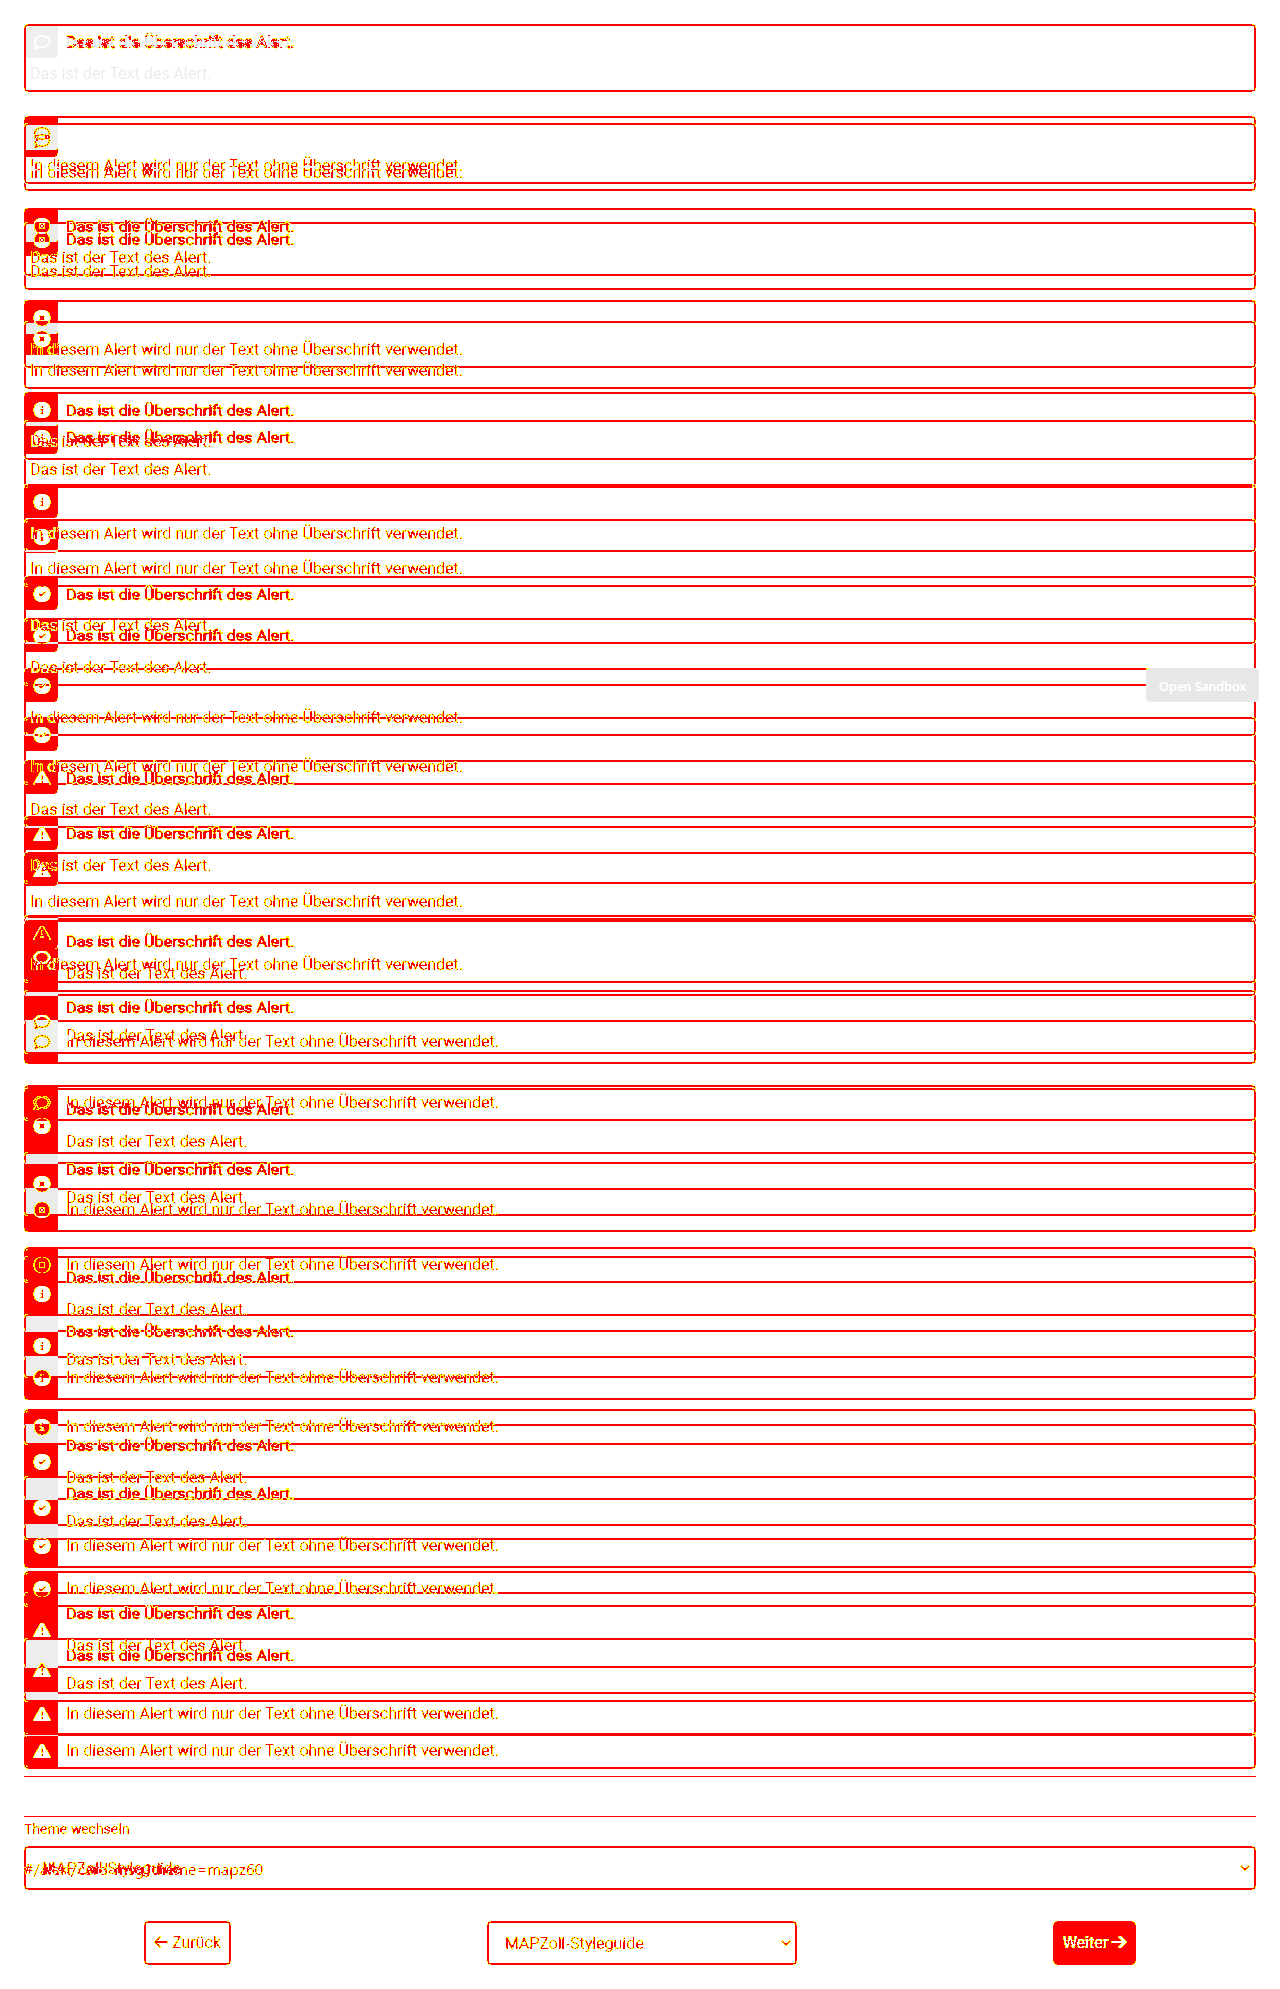 Das ist die Überschrift des Alert.
Das ist der Text des Alert.
In diesem Alert wird nur der Text ohne Überschrift verwendet.
In diesem Alert wird nur der Text ohne Überschrift verwendet.
Das ist die Überschrift des Alert.
Das ist die Überschrift des Alert.
Das ist der Text des Alert.
Das ist der Text des Alert.
In diesem Alert wird nur der Text ohne Überschrift verwendet.
In diesem Alert wird nur der Text ohne Überschrift verwendet.
Das ist die Überschrift des Alert.
Das ist die Überschrift des Alert.
Das ist der Text des Alert.
Das ist der Text des Alert.
In diesem Alert wird nur der Text ohne Überschrift verwendet.
In diesem Alert wird nur der Text ohne Überschrift verwendet.
Das ist die Überschrift des Alert.
Das ist der Text des Alert.
Das ist die Überschrift des Alert.
Das ist der Text des Alert.
Open Sandbox
In diesem Alert wird nur der Text ohne Überschrift verwendet.
In diesem Alert wird nur der Text ohne Überschrift verwendet.
Das ist die Überschrift des Alert.
Das ist der Text des Alert.
Das ist die Überschrift des Alert.
Das ist der Text des Alert.
In diesem Alert wird nur der Text ohne Überschrift verwendet.
Das ist die Überschrift des Alert.
In diesem Alert wird nur der Text ohne Überschrift verwendet.
Das ist der Text des Alert.
Das ist die Überschrift des Alert.
Das ist der Text des Alert.
In diesem Alert wird nur der Text ohne Überschrift verwendet.
In diesem Alert wird nur der Text ohne Überschrift verwendet.
Das ist die Überschrift des Alert.
Das ist der Text des Alert.
Das ist die Überschrift des Alert.
Das ist der Text des Alert.
In diesem Alert wird nur der Text ohne Überschrift verwendet.
In diesem Alert wird nur der Text ohne Überschrift verwendet.
Das ist die Überschrift des Alert.
Das ist der Text des Alert.
Das ist die Überschrift des Alert.
Das ist der Text des Alert.
In diesem Alert wird nur der Text ohne Überschrift verwendet.
In diesem Alert wird nur der Text ohne Überschrift verwendet.
Das ist die Überschrift des Alert.
Das ist der Text des Alert.
Das ist die Überschrift des Alert.
Das ist der Text des Alert.
In diesem Alert wird nur der Text ohne Überschrift verwendet.
In diesem Alert wird nur der Text ohne Überschrift verwendet.
Das ist die Überschrift des Alert.
Das ist der Text des Alert.
Das ist die Überschrift des Alert.
Das ist der Text des Alert.
In diesem Alert wird nur der Text ohne Überschrift verwendet.
In diesem Alert wird nur der Text ohne Überschrift verwendet.
Theme wechseln
MAPZoll-Styleguide
Zurück
MAPZoll-Styleguide
Weiter